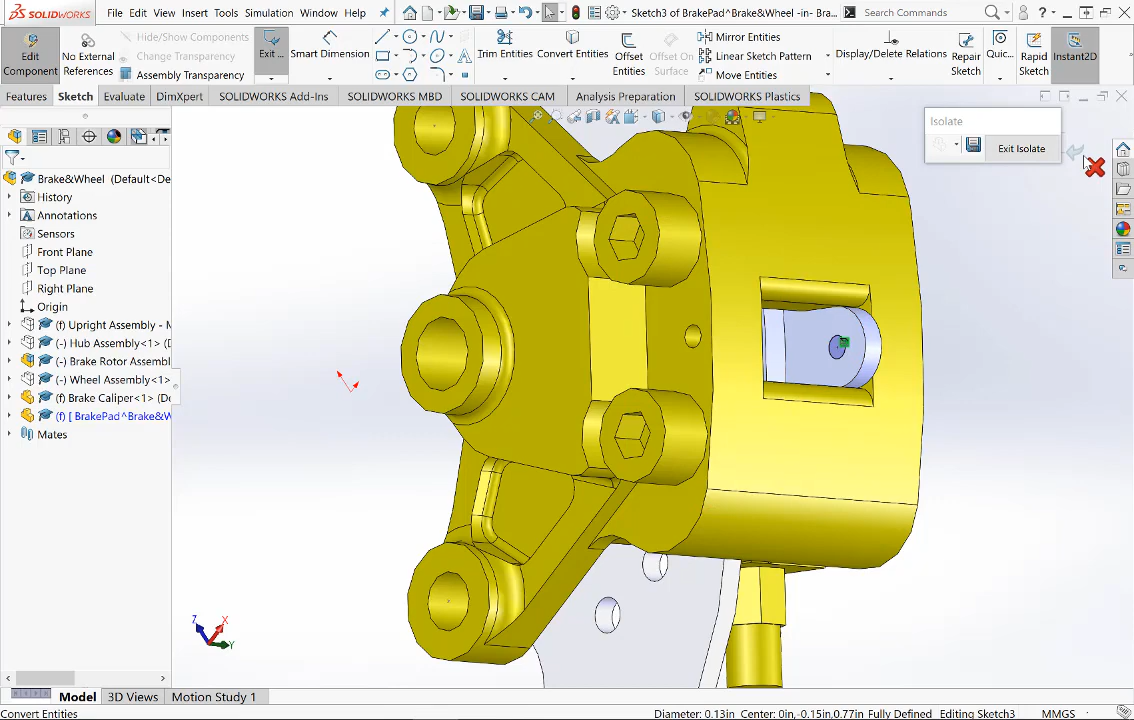 SOLIDWORKS File Edit View Insert Tools Simulation Window Help Sketch3 of BrakePad^Brake&Wheel -in- Bra... Search Commands ?
Edit Component
No External References
Hide/Show Components
Change Transparency
Assembly Transparency
Exit ...
Smart Dimension
Trim Entities
Convert Entities
Offset Entities
Offset On Surface
Mirror Entities
Linear Sketch Pattern
Move Entities
Display/Delete Relations
Repair Sketch
Quic...
Rapid Sketch
Instant2D
Features Sketch Evaluate DimXpert SOLIDWORKS Add-Ins SOLIDWORKS MBD SOLIDWORKS CAM Analysis Preparation SOLIDWORKS Plastics
Isolate
Exit Isolate
Brake&Wheel (Default<De
History
Annotations
Sensors
Front Plane
Top Plane
Right Plane
Origin
(f) Upright Assembly - M
(-) Hub Assembly<1> (D
(-) Brake Rotor Assembl
(-) Wheel Assembly<1>
(f) Brake Caliper<1> (De
(f) [ BrakePad^Brake&W
Mates
Z X Y
Model 3D Views Motion Study 1
Convert Entities Diameter: 0.13in Center: 0in,-0.15in,0.77in Fully Defined Editing Sketch3 MMGS